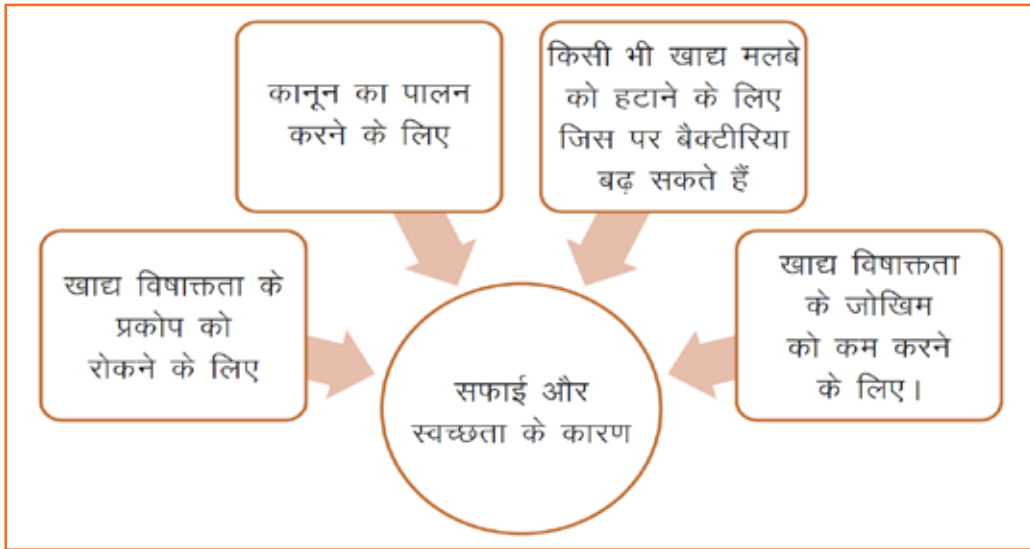 खाद्य विषाक्तता के
प्रकोप को
रोकने के लिए
कानून का पालन
करने के लिए
किसी भी खाद्य मलबे
को हटाने के लिए
जिस पर बैक्टीरिया
बढ़ सकते हैं
खाद्य विषाक्तता
के जोखिम
को कम करने
के लिए।
सफाई और
स्वच्छता के कारण